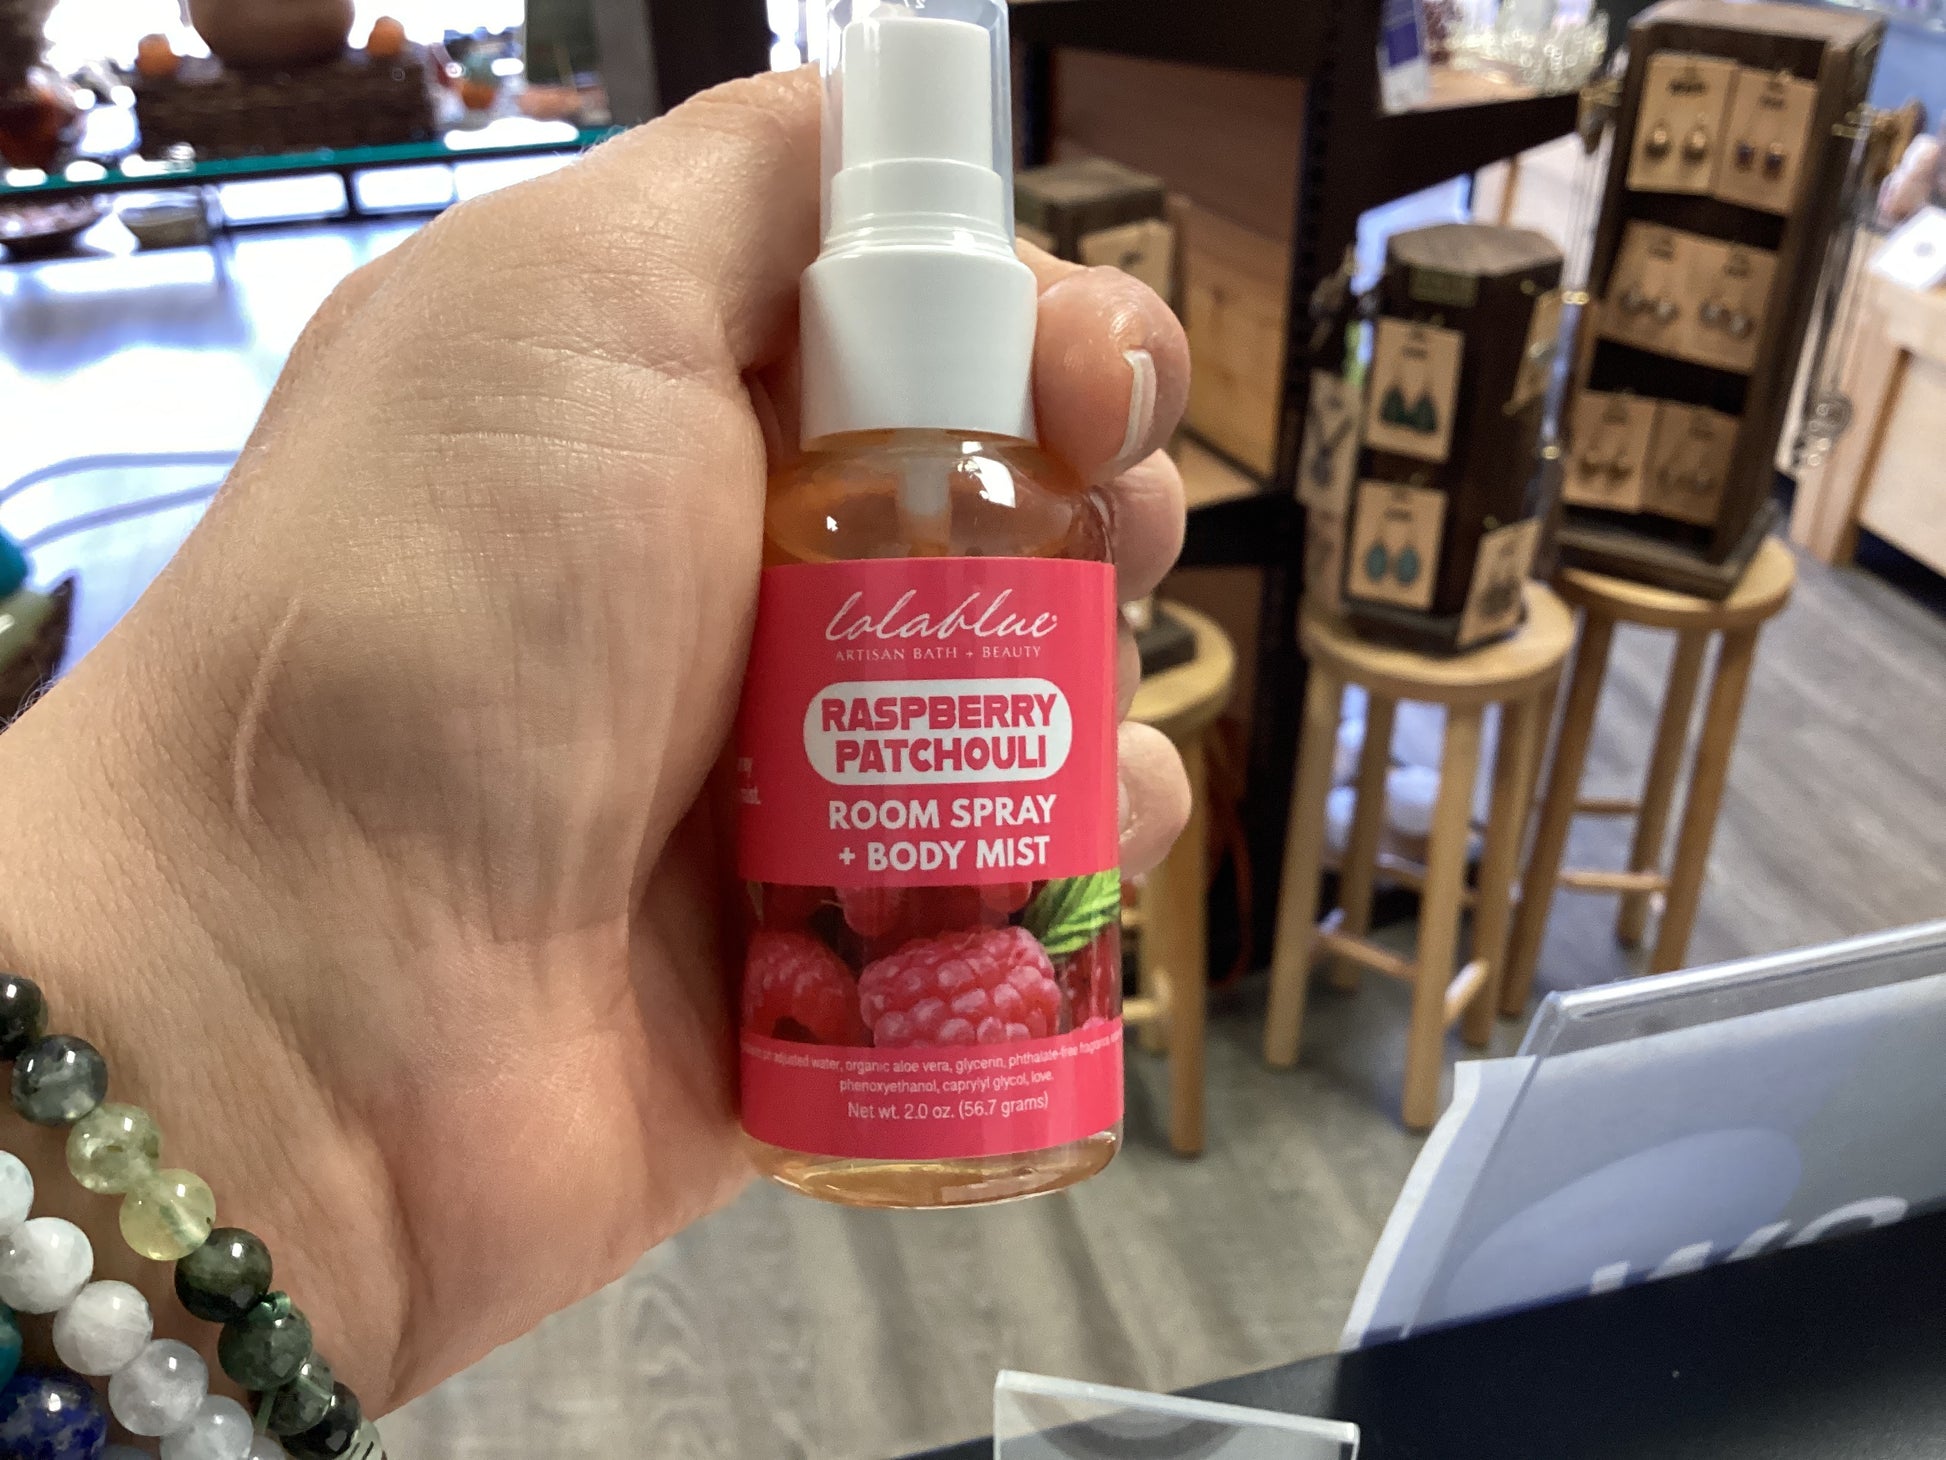 lolablue
ARTISAN BATH + BEAUTY
RASPBERRY
PATCHOULI
ROOM SPRAY
+ BODY MIST
adjusted water, organic aloe vera, glycerin, phthalate-free
phenoxyethanol, caprylyl glycol, love.
Net wt. 2.0 oz. (56.7 grams)